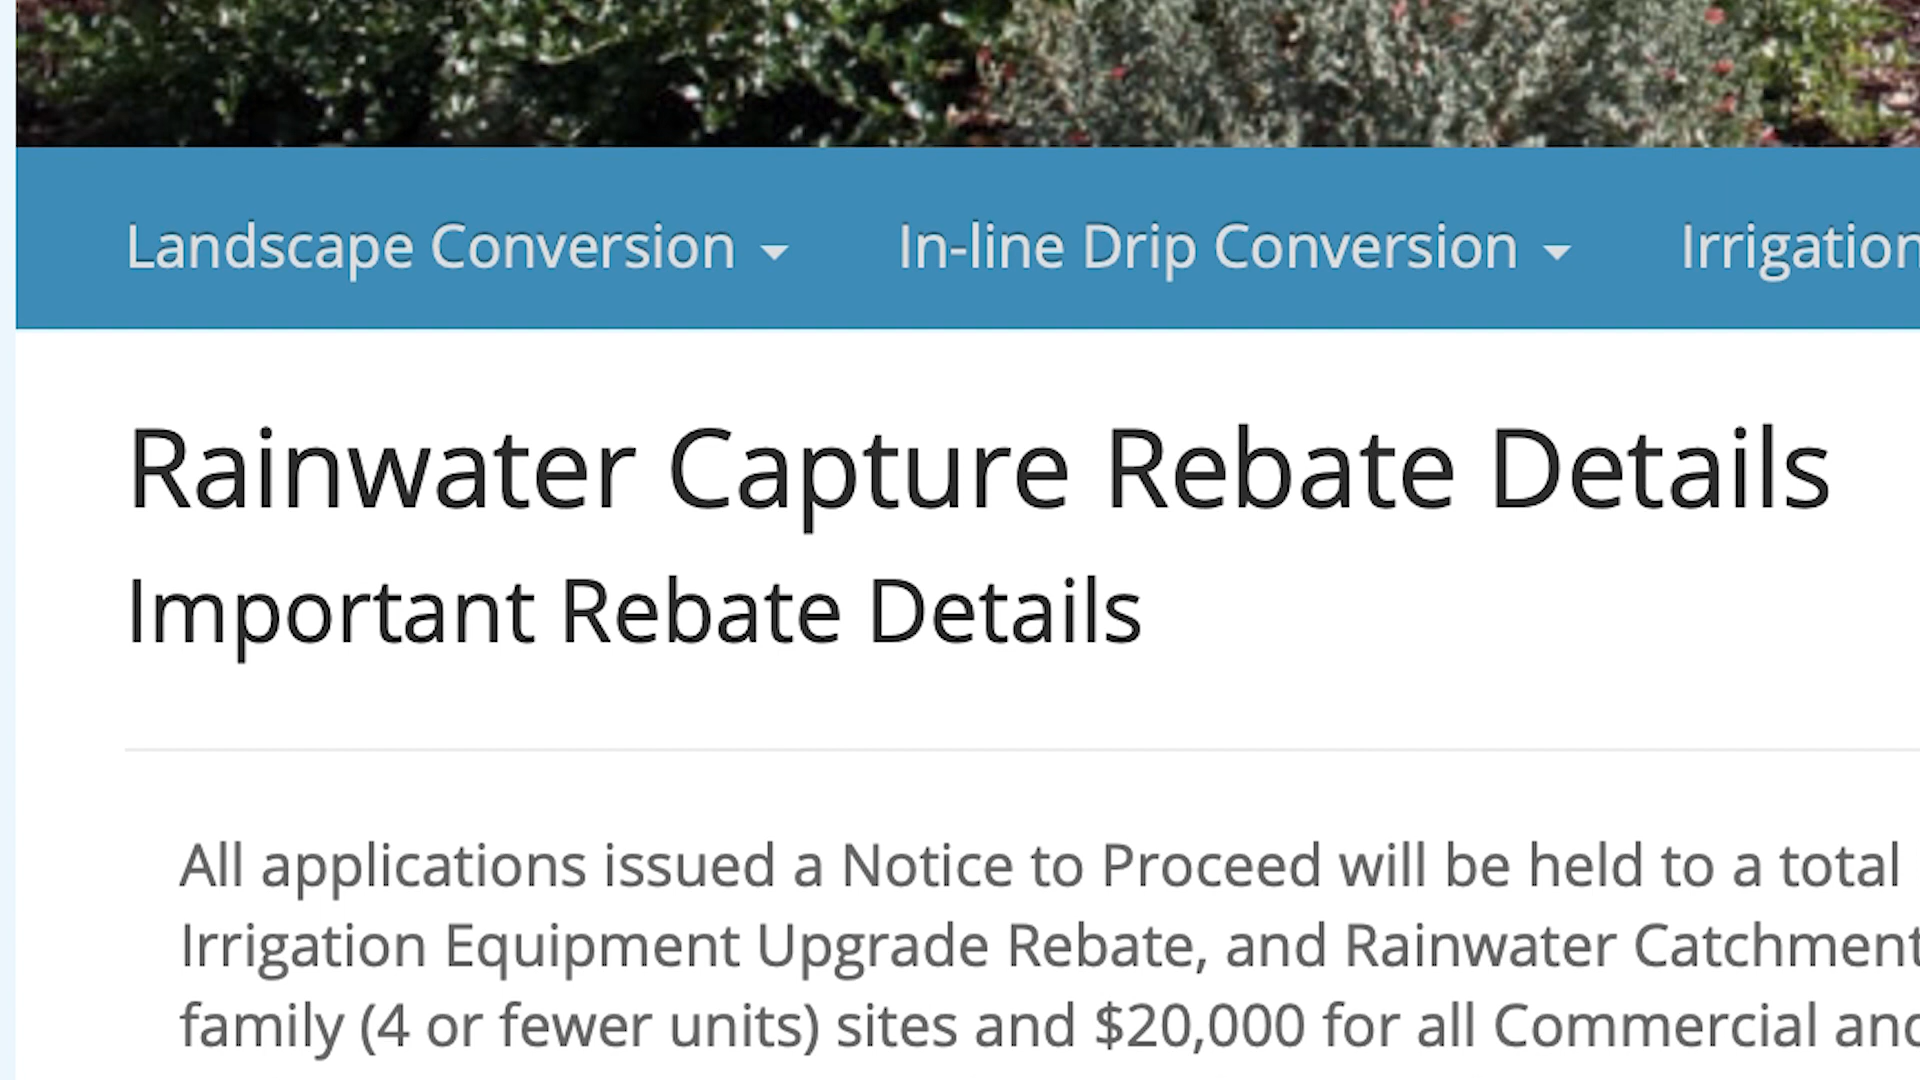 Landscape Conversion In-line Drip Conversion Irrigation
Rainwater Capture Rebate Details
Important Rebate Details
All applications issued a Notice to Proceed will be held to a total
Irrigation Equipment Upgrade Rebate, and Rainwater Catchment
family (4 or fewer units) sites and $20,000 for all Commercial and